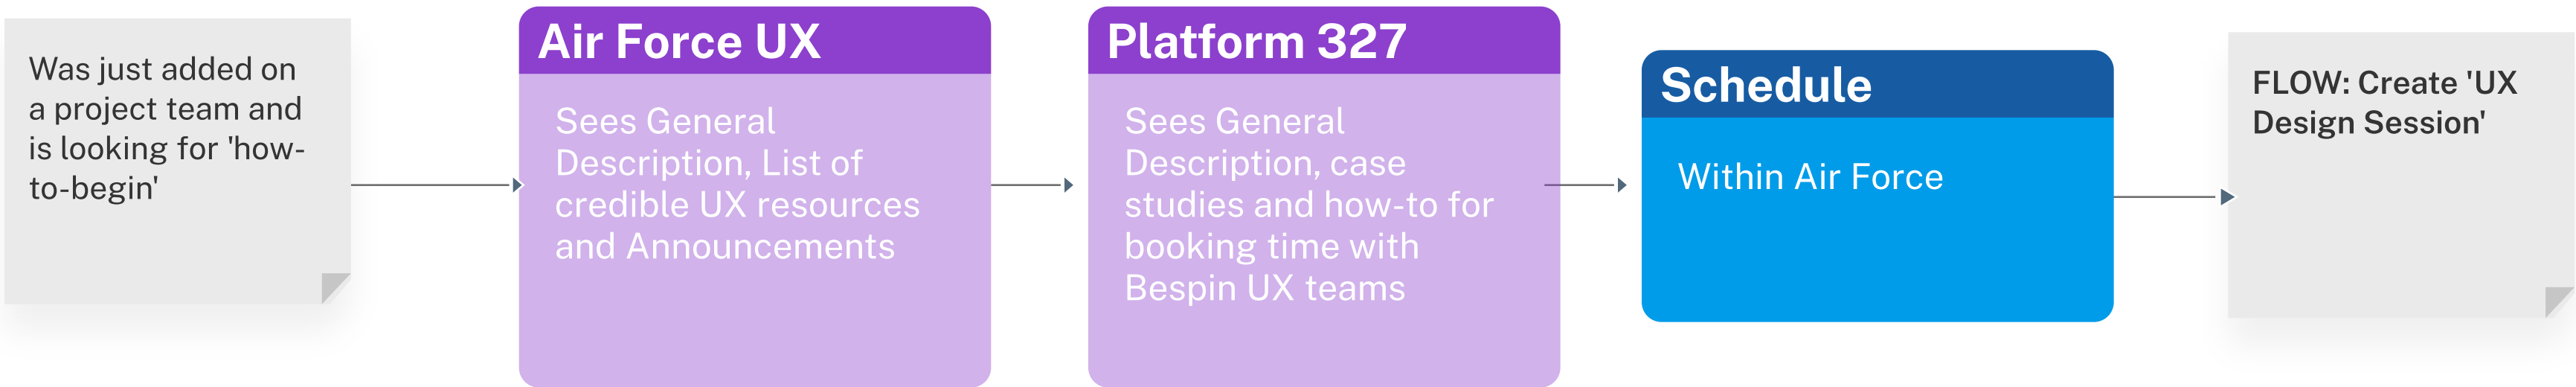 Was just added on
a project team and
is looking for 'how-
to-begin'
Air Force UX
Sees General
Description, List of
credible UX resources
and Announcements
Platform 327
Sees General
Description, case
studies and how-to for
booking time with
Bespin UX teams
Schedule
Within Air Force
FLOW: Create 'UX
Design Session'